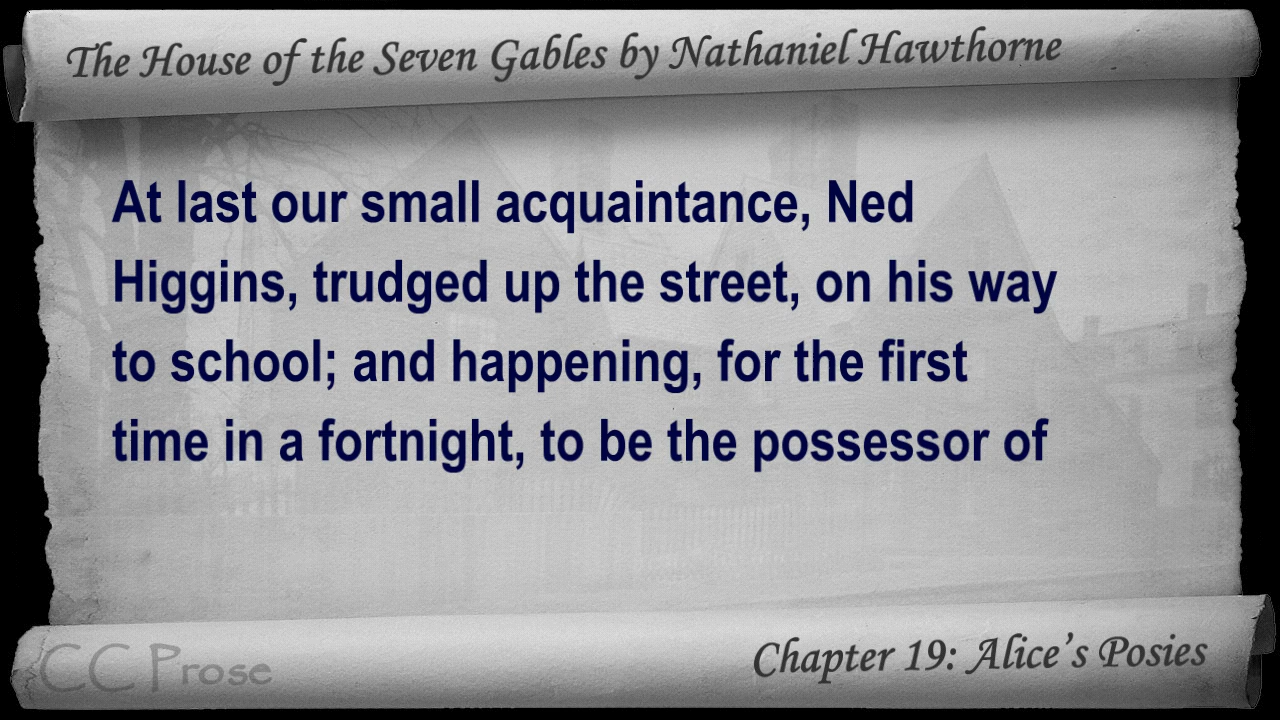 The House of the Seven Gables by Nathaniel Hawthorne
At last our small acquaintance, Ned
Higgins, trudged up the street, on his way
to school; and happening, for the first
time in a fortnight, to be the possessor of
CC Prose
Chapter 19: Alice's Posies